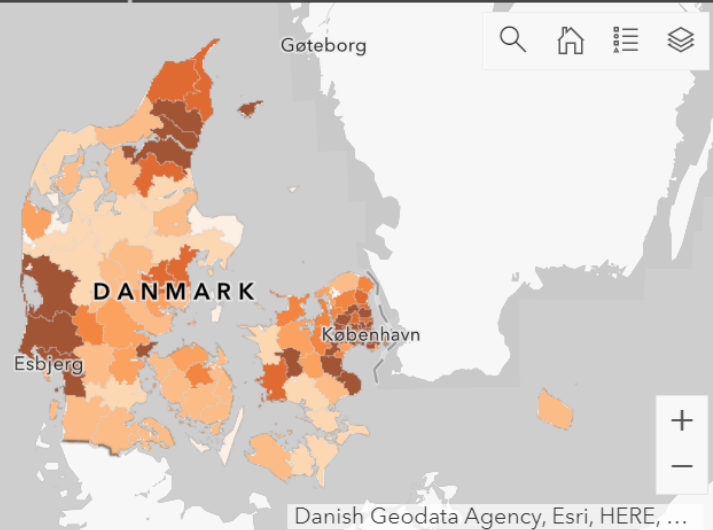 Gøteborg
DANMARK
København
Esbjerg
+
−
Danish Geodata Agency, Esri, HERE, ...